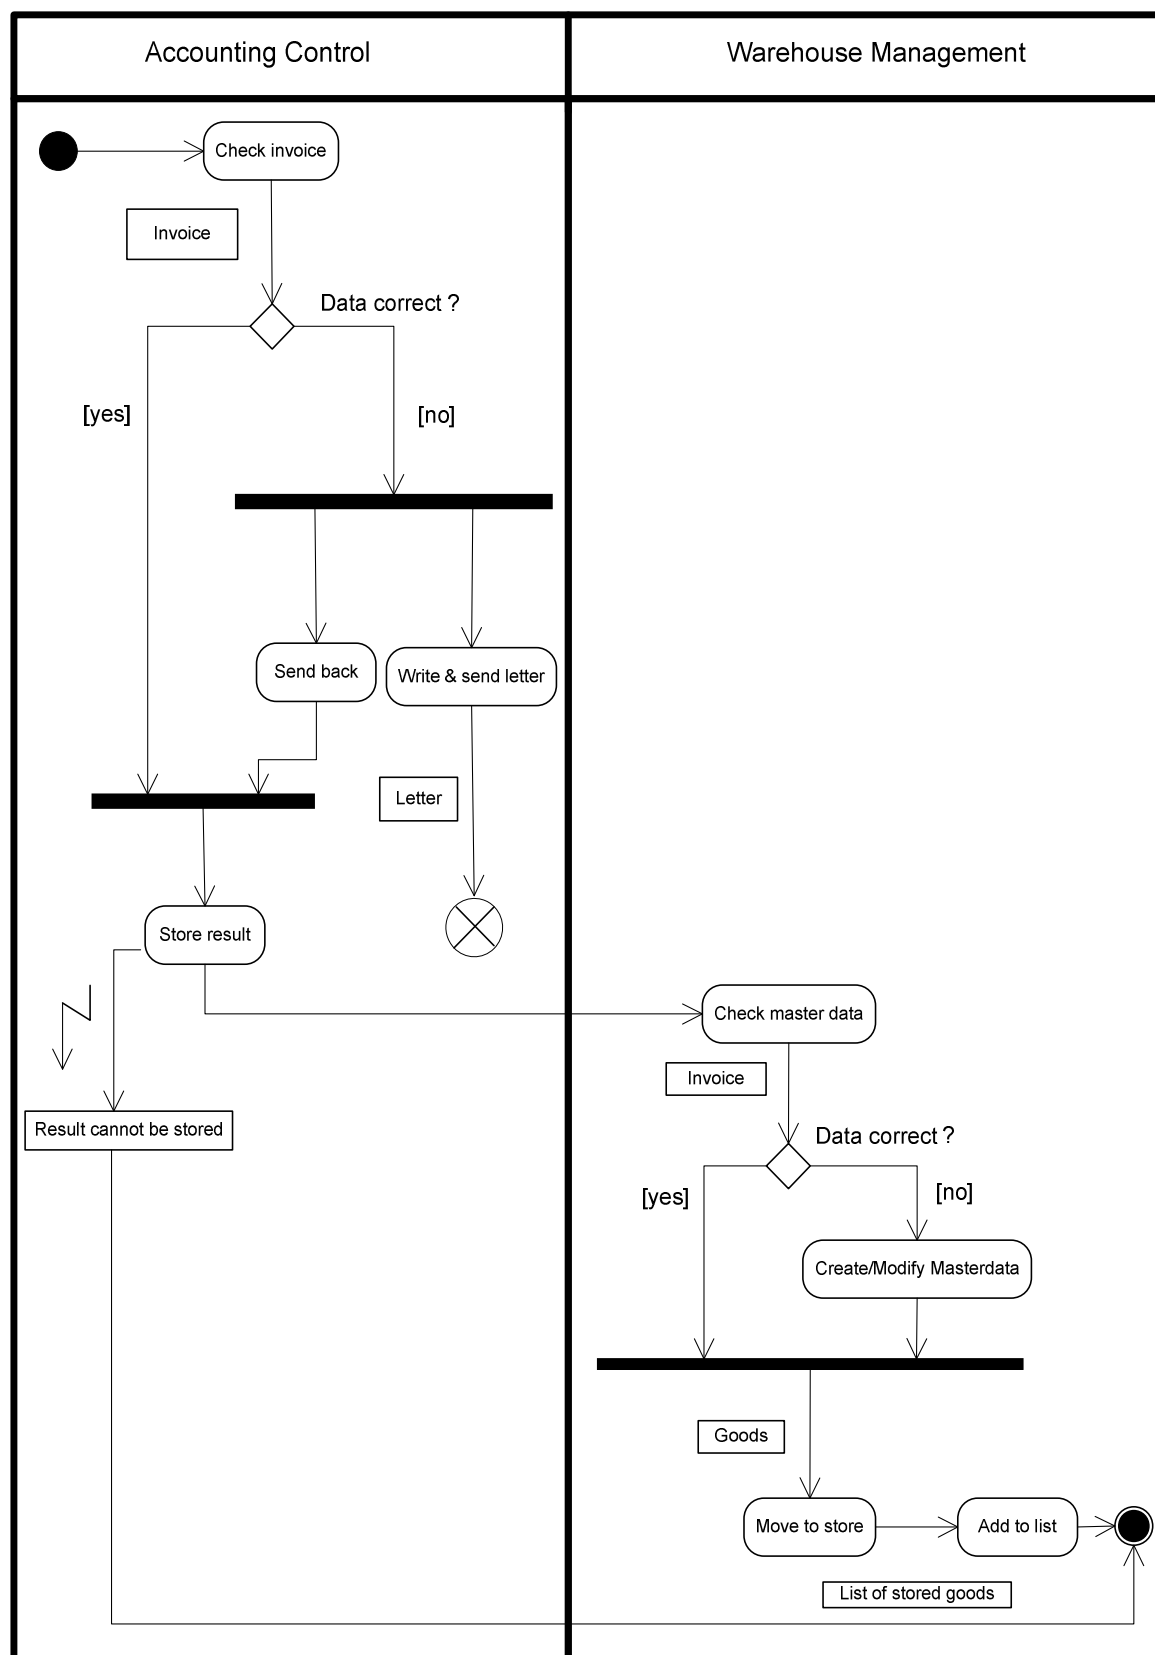 Accounting Control
Warehouse Management
Check invoice
Invoice
Data correct ?
[yes]
[no]
Send back
Write & send letter
Letter
Store result
Check master data
Invoice
Result cannot be stored
Data correct ?
[yes]
[no]
Create/Modify Masterdata
Goods
Move to store
Add to list
List of stored goods